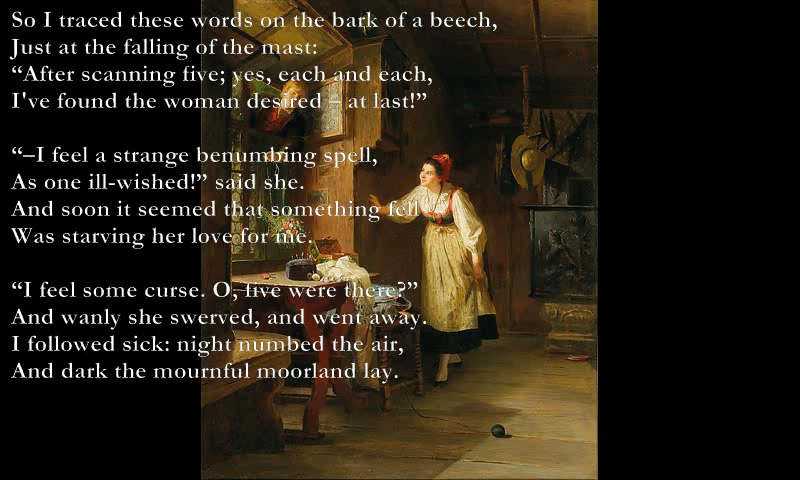 So I traced these words on the bark of a beech,
Just at the falling of the mast:
“After scanning five; yes, each and each,
I've found the woman desired – at last!”
“–I feel a strange benumbing spell,
As one ill-wished!” said she.
And soon it seemed that something fell
Was starving her love for me.
“I feel some curse. O, five were there?”
And wanly she swerved, and went away.
I followed sick: night numbed the air,
And dark the mournful moorland lay.